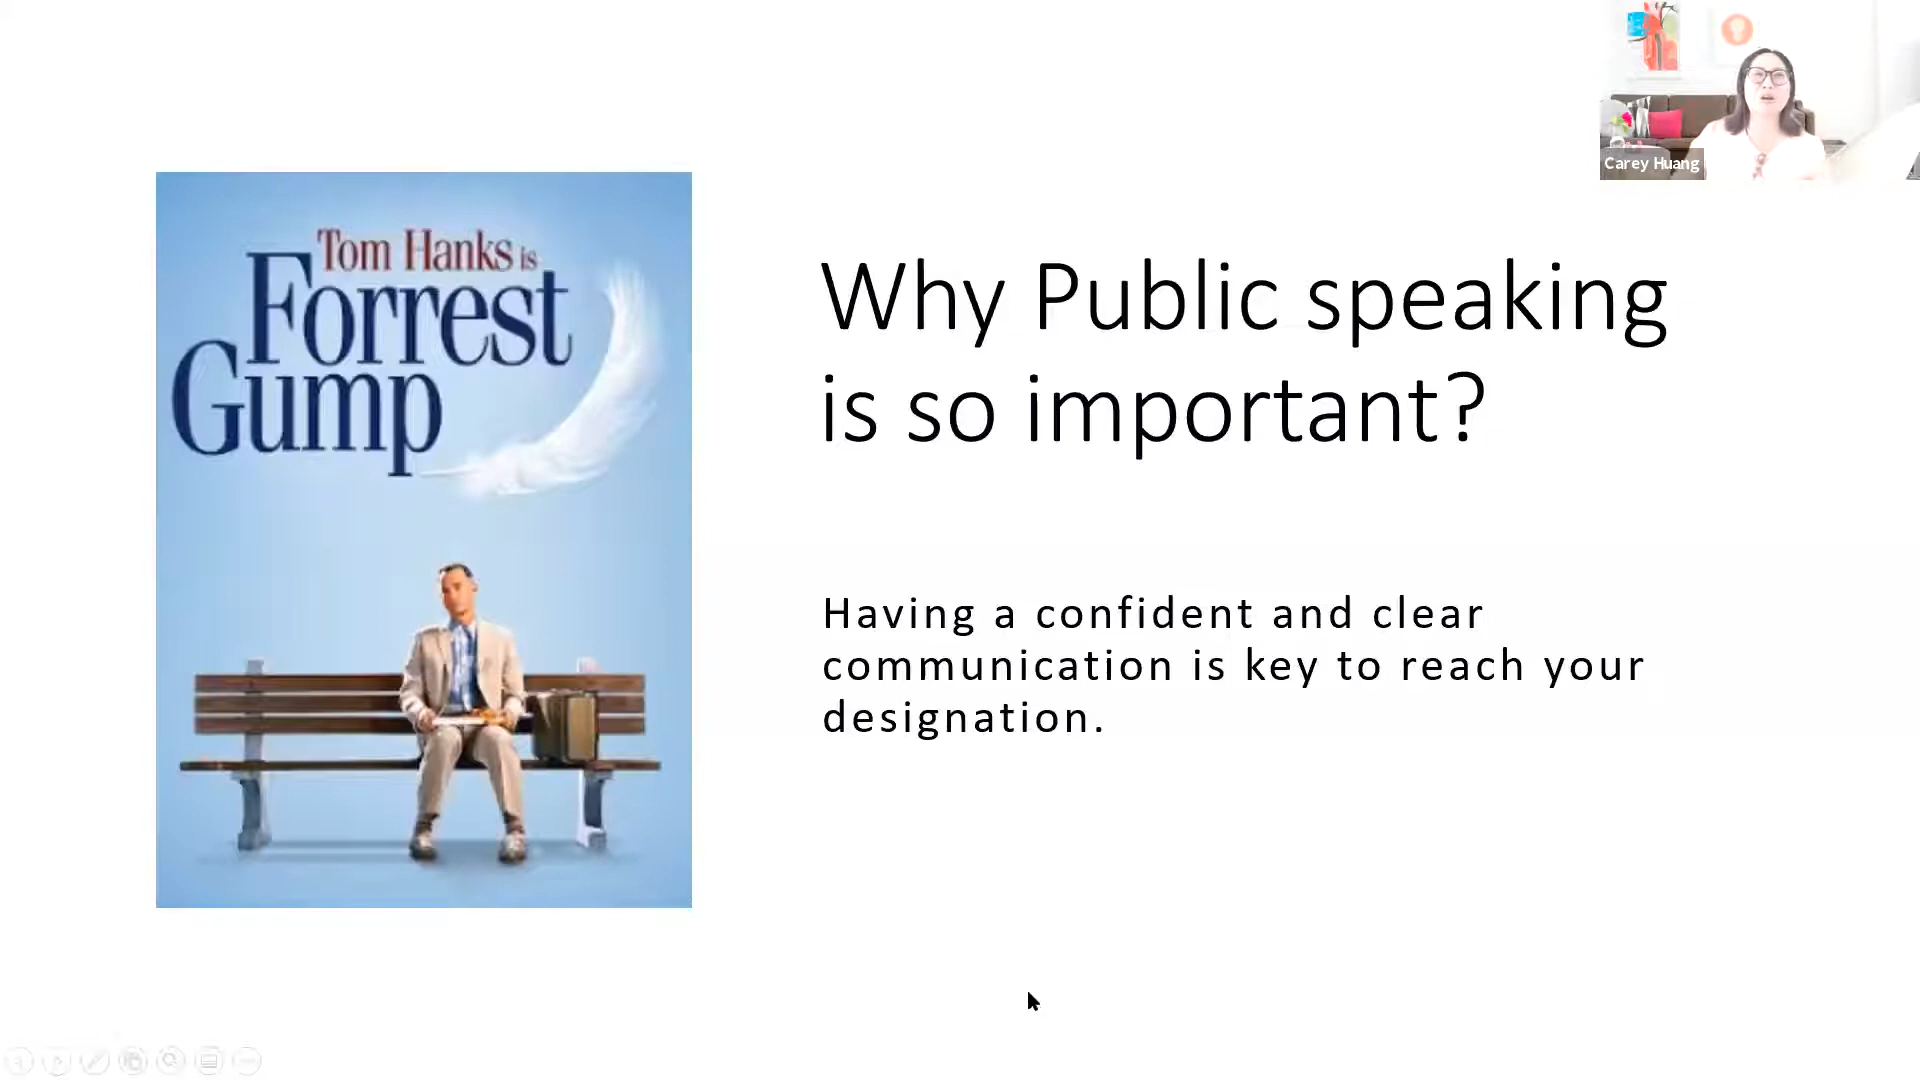 Carey Huang
Tom Hanks is
Forrest
Gump
Why Public speaking
is so important?
Having a confident and clear
communication is key to reach your
designation.